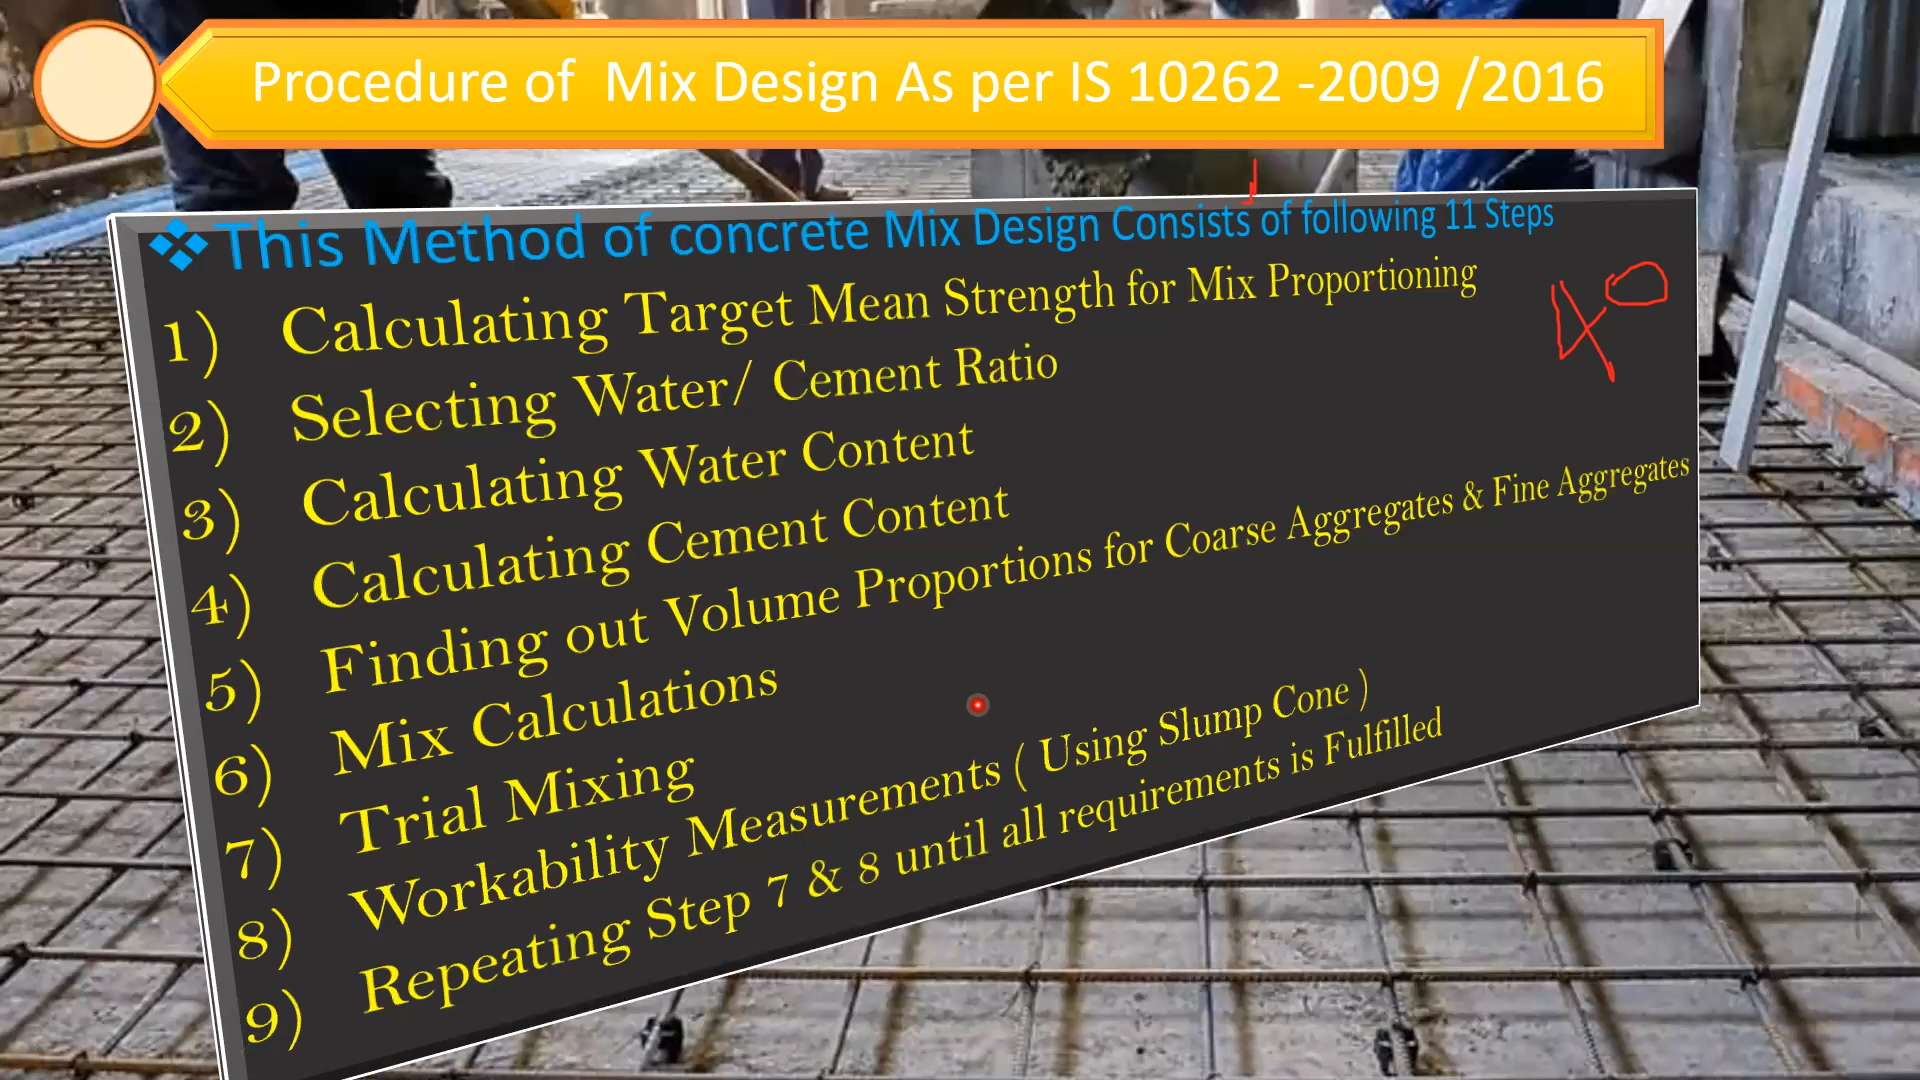 Procedure of Mix Design As per IS 10262 -2009 /2016
This Method of concrete Mix Design Consists of following 11 Steps
1) Calculating Target Mean Strength for Mix Proportioning
2) Selecting Water/ Cement Ratio
3) Calculating Water Content
4) Calculating Cement Content
5) Finding out Volume Proportions for Coarse Aggregates & Fine Aggregates
6) Mix Calculations
7) Trial Mixing
8) Workability Measurements ( Using Slump Cone )
9) Repeating Step 7 & 8 until all requirements is Fulfilled